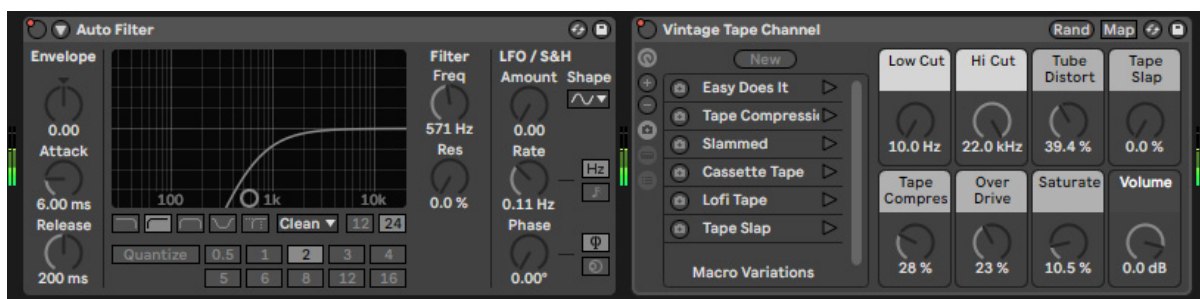 Auto Filter
Envelope
0.00
Attack
6.00 ms
Release
200 ms
100 1k 10k
Clean 12 24
Quantize 0.5 1 2 3 4
5 6 8 12 16
Filter
Freq
571 Hz
Res
0.0 %
LFO / S&H
Amount Shape
0.00
Rate
Hz
0.11 Hz
Phase
Φ
0.00°
Vintage Tape Channel
Rand Map
New
Easy Does It
Tape Compressi
Slammed
Cassette Tape
Lofi Tape
Tape Slap
Macro Variations
Low Cut
10.0 Hz
Hi Cut
22.0 kHz
Tube
Distort
39.4 %
Tape
Slap
0.0 %
Tape
Compres
28 %
Over
Drive
23 %
Saturate
10.5 %
Volume
0.0 dB